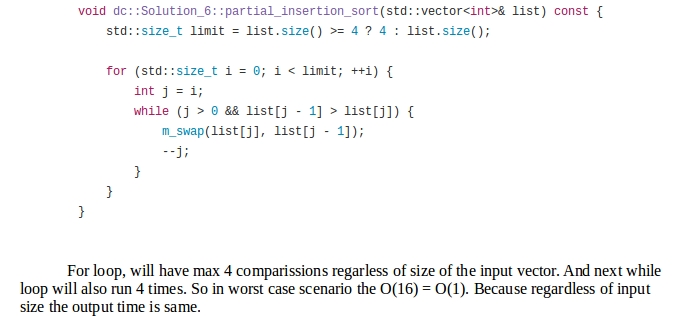 void dc::Solution_6::partial_insertion_sort(std::vector<int>& list) const {
std::size_t limit = list.size() >= 4 ? 4 : list.size();
for (std::size_t i = 0; i < limit; ++i) {
int j = i;
while (j > 0 && list[j - 1] > list[j]) {
m_swap(list[j], list[j - 1]);
--j;
}
}
}
For loop, will have max 4 comparissions regarless of size of the input vector. And next while
loop will also run 4 times. So in worst case scenario the O(16) = O(1). Because regardless of input
size the output time is same.